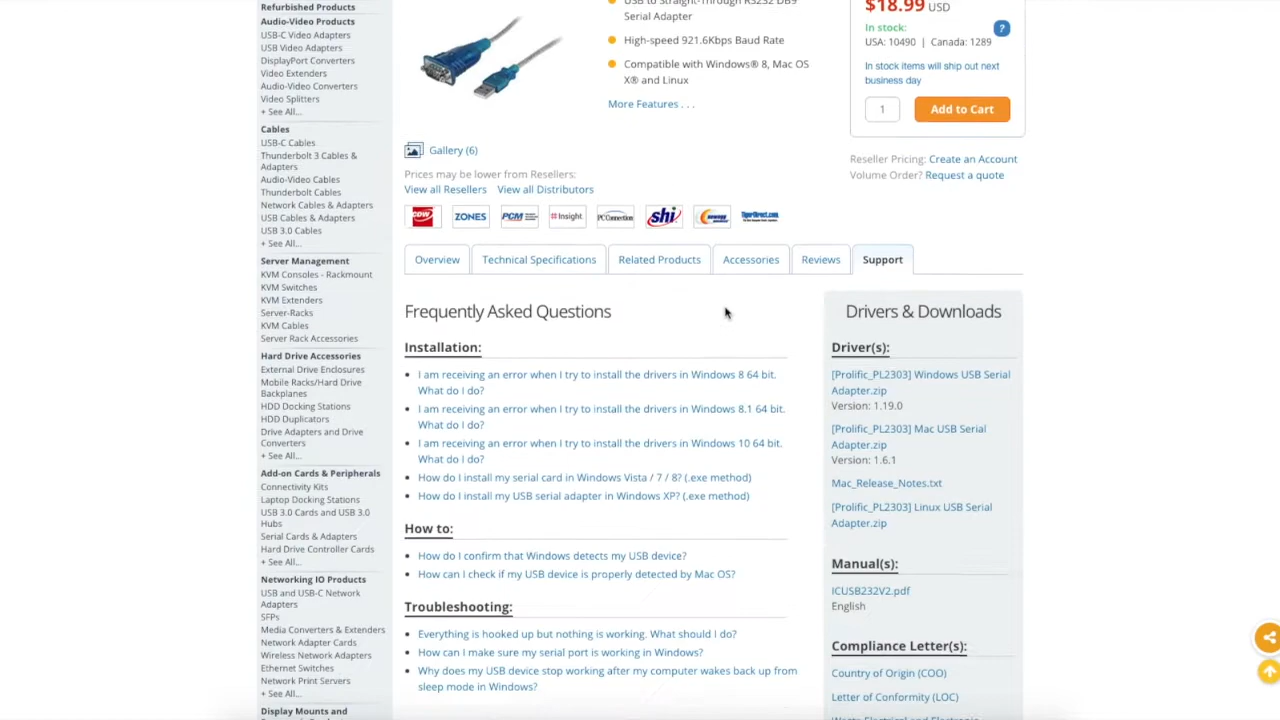 Refurbished Products
Audio-Video Products
USB-C Video Adapters
USB Video Adapters
DisplayPort Converters
Video Extenders
Audio-Video Converters
Video Splitters
+ See All...
Cables
USB-C Cables
Thunderbolt 3 Cables &
Adapters
Audio-Video Cables
Thunderbolt Cables
Network Cables & Adapters
USB Cables & Adapters
USB 3.0 Cables
+ See All...
Server Management
KVM Consoles - Rackmount
KVM Switches
KVM Extenders
Server-Racks
KVM Cables
Server Rack Accessories
Hard Drive Accessories
External Drive Enclosures
Mobile Racks/Hard Drive
Backplanes
HDD Docking Stations
HDD Duplicators
Drive Adapters and Drive
Converters
+ See All...
Add-on Cards & Peripherals
Connectivity Kits
Laptop Docking Stations
USB 3.0 Cards and USB 3.0
Hubs
Serial Cards & Adapters
Hard Drive Controller Cards
+ See All...
Networking IO Products
USB and USB-C Network
Adapters
SFPs
Media Converters & Extenders
Network Adapter Cards
Wireless Network Adapters
Ethernet Switches
Network Print Servers
+ See All...
Display Mounts and
USB to Straight-Through RS232 DB9
Serial Adapter
High-speed 921.6Kbps Baud Rate
Compatible with Windows® 8, Mac OS
X® and Linux
More Features . . .
$18.99 USD
In stock:
?
USA: 10490 | Canada: 1289
In stock items will ship out next
business day
1
Add to Cart
Gallery (6)
Reseller Pricing: Create an Account
Volume Order? Request a quote
Prices may be lower from Resellers:
View all Resellers View all Distributors
CDW ZONES PCM Insight PCConnection shi newegg TigerDirect.com
Overview Technical Specifications Related Products Accessories Reviews Support
Frequently Asked Questions
Installation:
I am receiving an error when I try to install the drivers in Windows 8 64 bit.
What do I do?
I am receiving an error when I try to install the drivers in Windows 8.1 64 bit.
What do I do?
I am receiving an error when I try to install the drivers in Windows 10 64 bit.
What do I do?
How do I install my serial card in Windows Vista / 7 / 8? (.exe method)
How do I install my USB serial adapter in Windows XP? (.exe method)
How to:
How do I confirm that Windows detects my USB device?
How can I check if my USB device is properly detected by Mac OS?
Troubleshooting:
Everything is hooked up but nothing is working. What should I do?
How can I make sure my serial port is working in Windows?
Why does my USB device stop working after my computer wakes back up from
sleep mode in Windows?
Drivers & Downloads
Driver(s):
[Prolific_PL2303] Windows USB Serial
Adapter.zip
Version: 1.19.0
[Prolific_PL2303] Mac USB Serial
Adapter.zip
Version: 1.6.1
Mac_Release_Notes.txt
[Prolific_PL2303] Linux USB Serial
Adapter.zip
Manual(s):
ICUSB232V2.pdf
English
Compliance Letter(s):
Country of Origin (COO)
Letter of Conformity (LOC)
Waste Electrical and Electronic